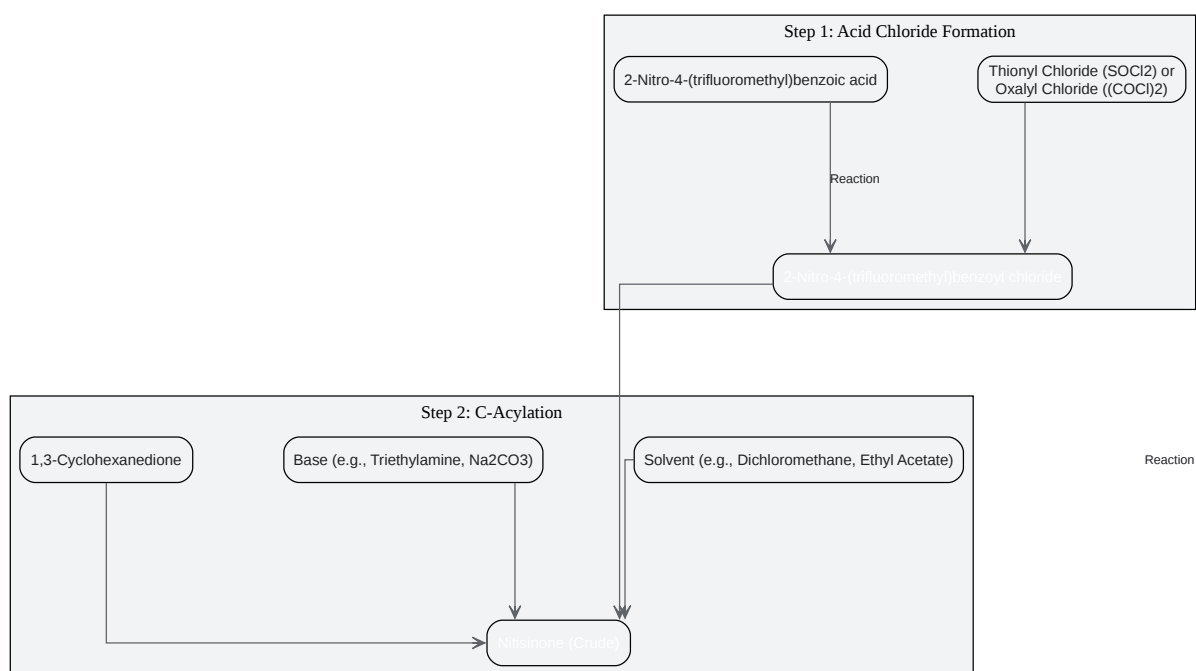 Step 1: Acid Chloride Formation
2-Nitro-4-(trifluoromethyl)benzoic acid
Thionyl Chloride (SOCl2) or
Oxalyl Chloride ((COCl)2)
Reaction
2-Nitro-4-(trifluoromethyl)benzoyl chloride
Step 2: C-Acylation
1,3-Cyclohexanedione
Base (e.g., Triethylamine, Na2CO3)
Solvent (e.g., Dichloromethane, Ethyl Acetate)
Reaction
Nitisinone (Crude)